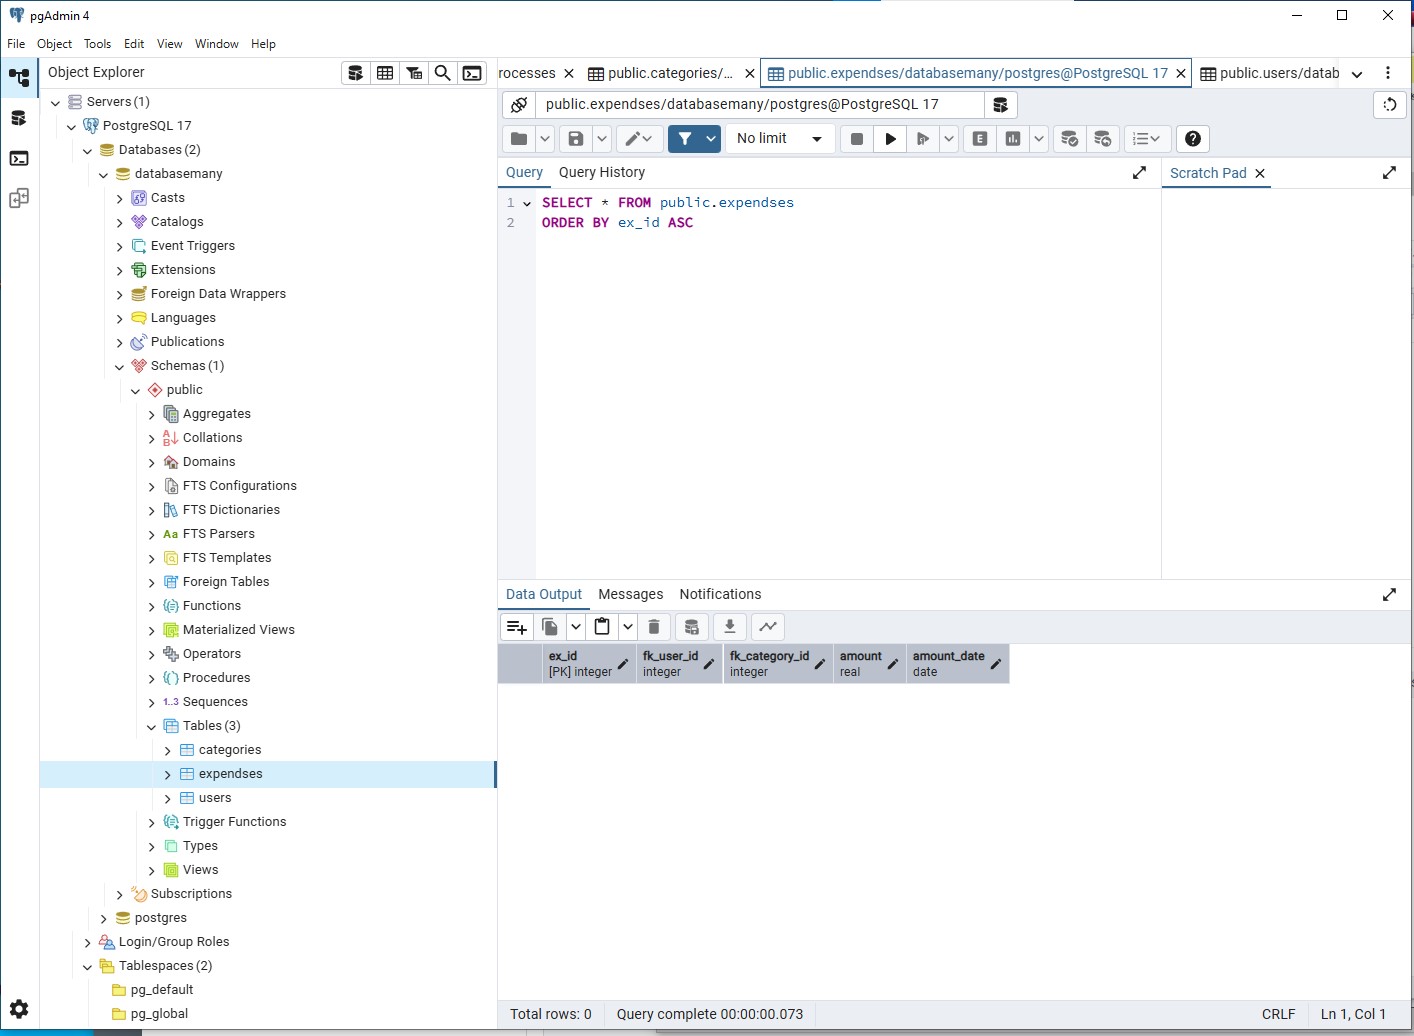 pgAdmin 4
File Object Tools Edit View Window Help
Object Explorer
Servers (1)
PostgreSQL 17
Databases (2)
databasemany
Casts
Catalogs
Event Triggers
Extensions
Foreign Data Wrappers
Languages
Publications
Schemas (1)
public
Aggregates
Collations
Domains
FTS Configurations
FTS Dictionaries
Aa FTS Parsers
FTS Templates
Foreign Tables
Functions
Materialized Views
Operators
Procedures
1..3 Sequences
Tables (3)
categories
expendses
users
Trigger Functions
Types
Views
Subscriptions
postgres
Login/Group Roles
Tablespaces (2)
pg_default
pg_global
rocesses public.categories/... public.expendses/databasemany/postgres@PostgreSQL 17 public.users/datab
public.expendses/databasemany/postgres@PostgreSQL 17
No limit E
Query Query History
Scratch Pad
1 SELECT * FROM public.expendses
2 ORDER BY ex_id ASC
Data Output Messages Notifications
ex_id fk_user_id fk_category_id amount amount_date
[PK] integer integer integer real date
Total rows: 0 Query complete 00:00:00.073 CRLF Ln 1, Col 1